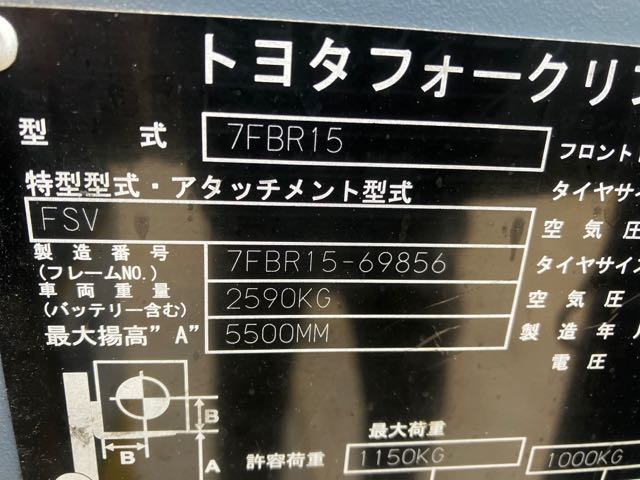 トヨタフォークリフ
型 式 7FBR15 フロント
特型型式・アタッチメント型式 タイヤサイ
FSV 空気圧
製造番号 7FBR15-69856 タイヤサイズ
(フレームNO.)
車両重量 2590KG 空気圧
(バッテリー含む)
最大揚高"A" 5500MM 製造年月
電圧
B
最大荷重
B A 許容荷重 1150KG 1000KG